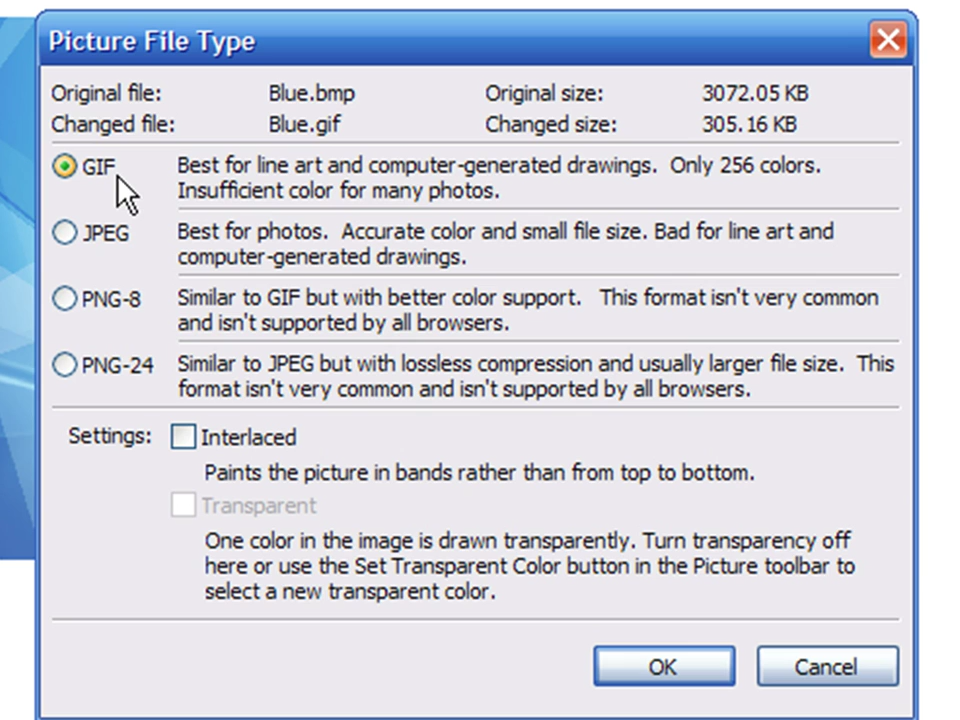 Picture File Type
Original file: Blue.bmp Original size: 3072.05 KB
Changed file: Blue.gif Changed size: 305.16 KB
GIF Best for line art and computer-generated drawings. Only 256 colors.
Insufficient color for many photos.
JPEG Best for photos. Accurate color and small file size. Bad for line art and
computer-generated drawings.
PNG-8 Similar to GIF but with better color support. This format isn't very common
and isn't supported by all browsers.
PNG-24 Similar to JPEG but with lossless compression and usually larger file size. This
format isn't very common and isn't supported by all browsers.
Settings: Interlaced
Paints the picture in bands rather than from top to bottom.
Transparent
One color in the image is drawn transparently. Turn transparency off
here or use the Set Transparent Color button in the Picture toolbar to
select a new transparent color.
OK Cancel